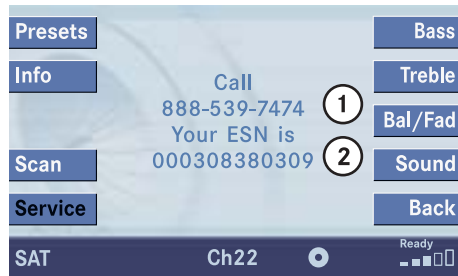 Presets
Bass
Info
Treble
Call
888-539-7474
1
Bal/Fad
Your ESN is
000308380309
2
Scan
Sound
Service
Back
SAT
Ch22
Ready